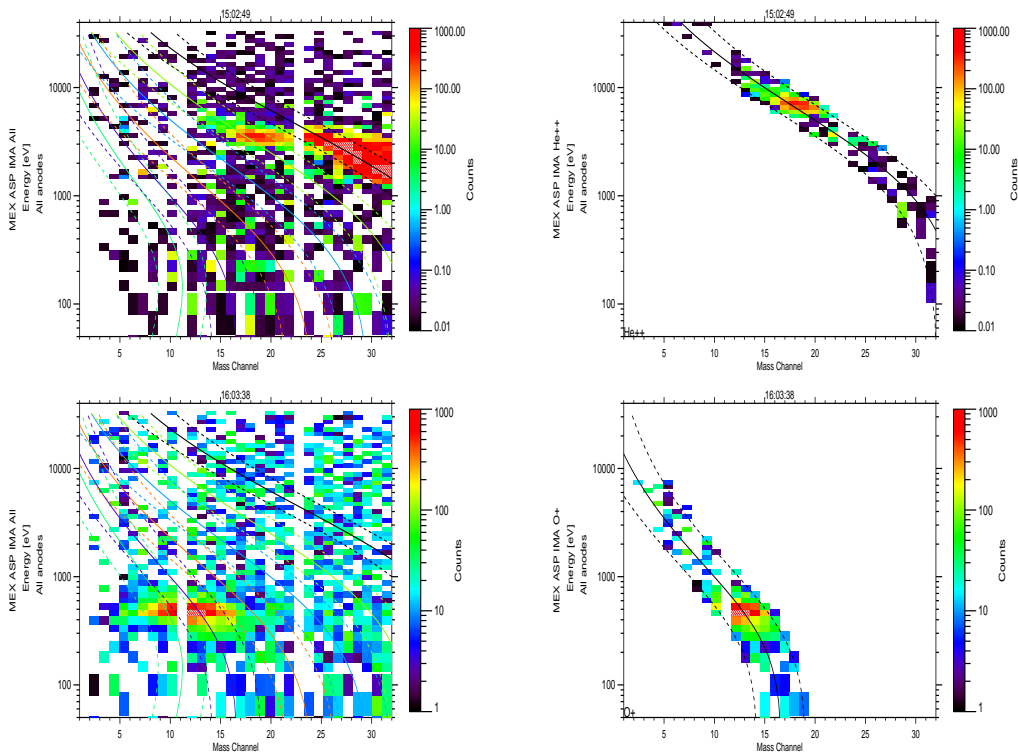 15:02:49
MEX ASP IMA All
Energy [eV]
All anodes
10000
1000
100
5 10 15 20 25 30
Mass Channel
1000.00
100.00
10.00
1.00
0.10
0.01
Counts
15:02:49
MEX ASP IMA He++
Energy [eV]
All anodes
10000
1000
100
He++
5 10 15 20 25 30
Mass Channel
1000.00
100.00
10.00
1.00
0.10
0.01
Counts
16:03:38
MEX ASP IMA All
Energy [eV]
All anodes
10000
1000
100
5 10 15 20 25 30
Mass Channel
1000
100
10
1
Counts
16:03:38
MEX ASP IMA O+
Energy [eV]
All anodes
10000
1000
100
O+
5 10 15 20 25 30
Mass Channel
1000
100
10
1
Counts